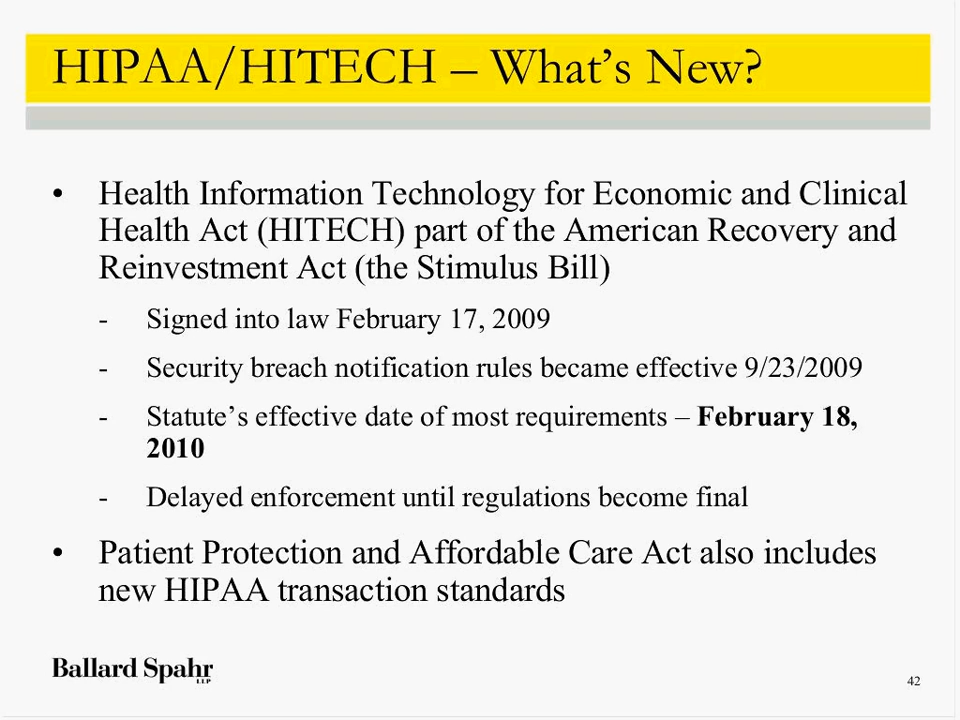 HIPAA/HITECH – What’s New?
• Health Information Technology for Economic and Clinical
Health Act (HITECH) part of the American Recovery and
Reinvestment Act (the Stimulus Bill)
- Signed into law February 17, 2009
- Security breach notification rules became effective 9/23/2009
- Statute’s effective date of most requirements – February 18,
2010
- Delayed enforcement until regulations become final
• Patient Protection and Affordable Care Act also includes
new HIPAA transaction standards
Ballard Spahr
LLP
42